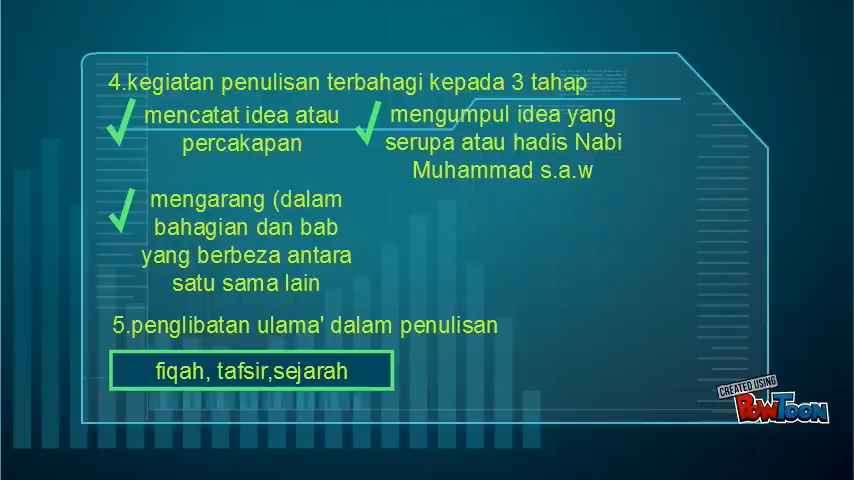 4.kegiatan penulisan terbahagi kepada 3 tahap
mencatat idea atau
percakapan
mengumpul idea yang
serupa atau hadis Nabi
Muhammad s.a.w
mengarang (dalam
bahagian dan bab
yang berbeza antara
satu sama lain
5.penglibatan ulama' dalam penulisan
fiqah, tafsir,sejarah
CREATED USING
POWTOON